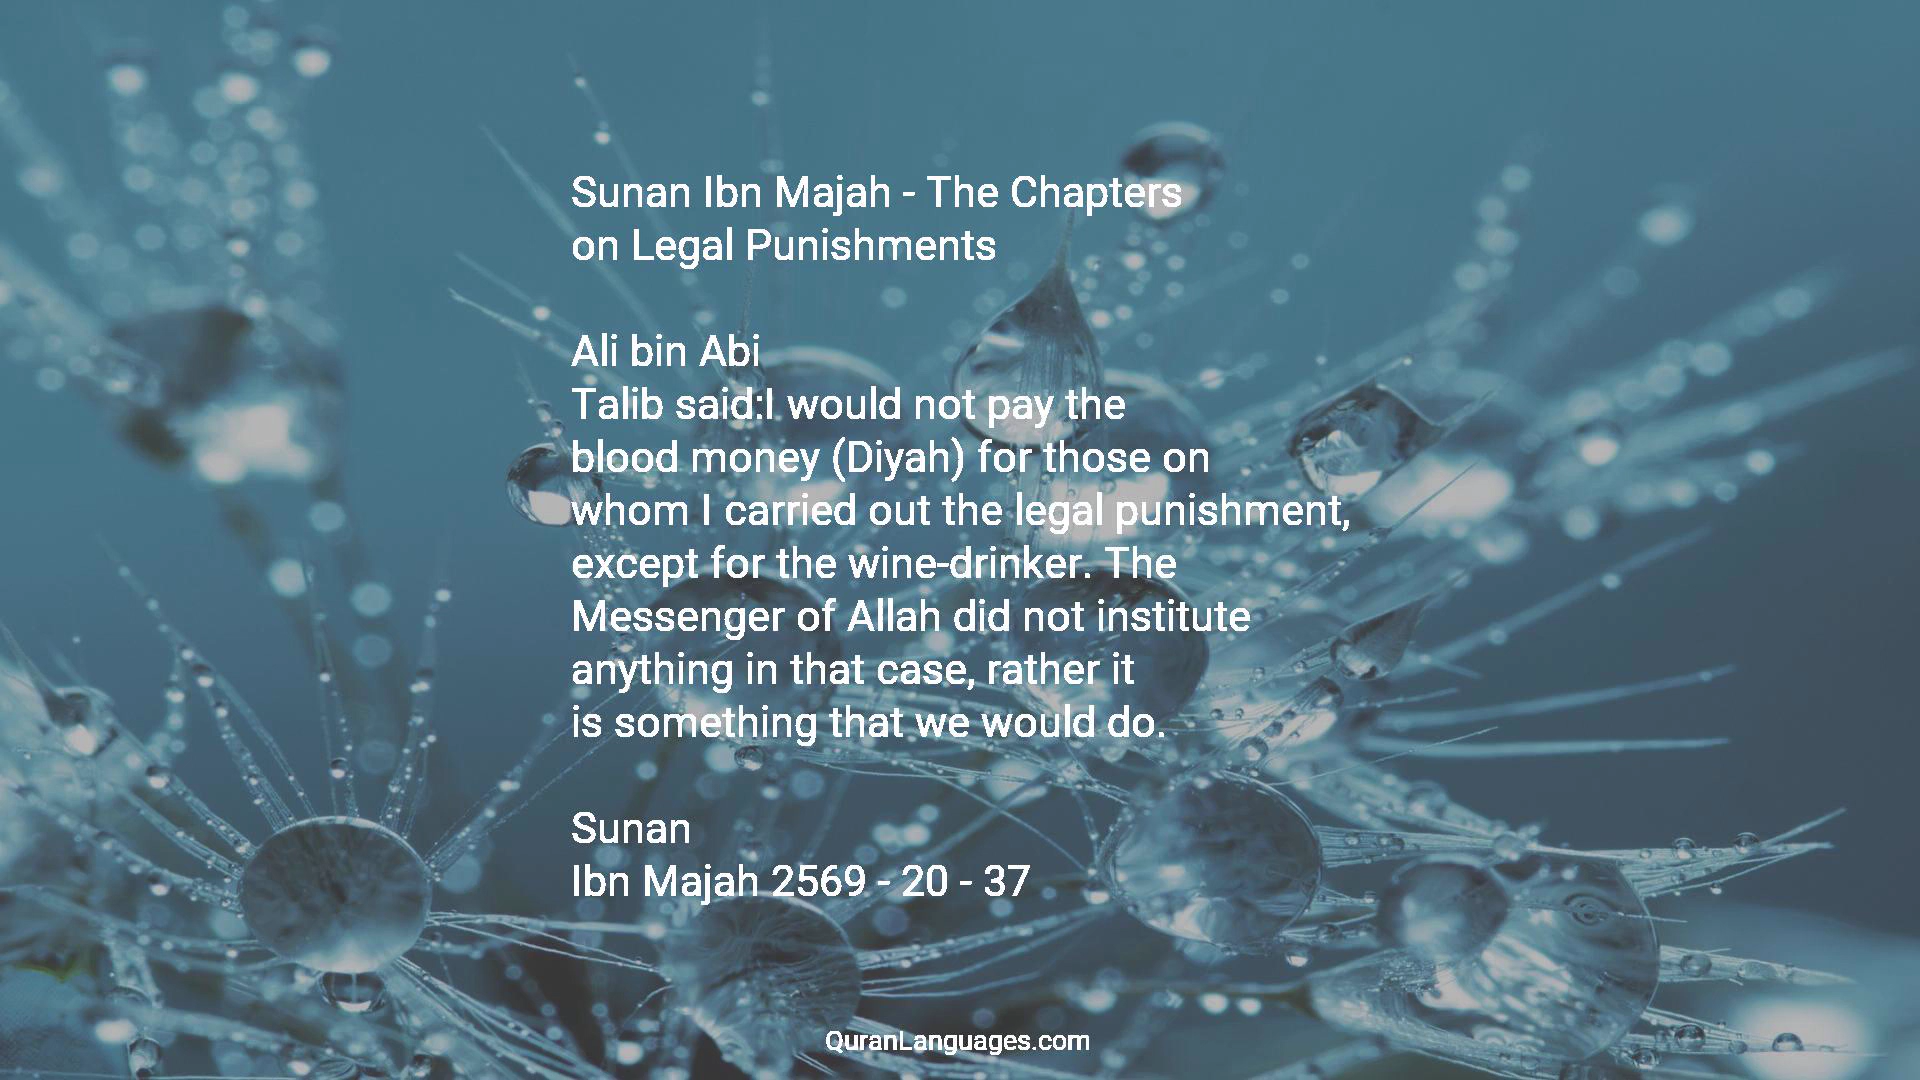 Sunan Ibn Majah - The Chapters
on Legal Punishments
Ali bin Abi
Talib said:I would not pay the
blood money (Diyah) for those on
whom I carried out the legal punishment,
except for the wine-drinker. The
Messenger of Allah did not institute
anything in that case, rather it
is something that we would do.
Sunan
Ibn Majah 2569 - 20 - 37
QuranLanguages.com